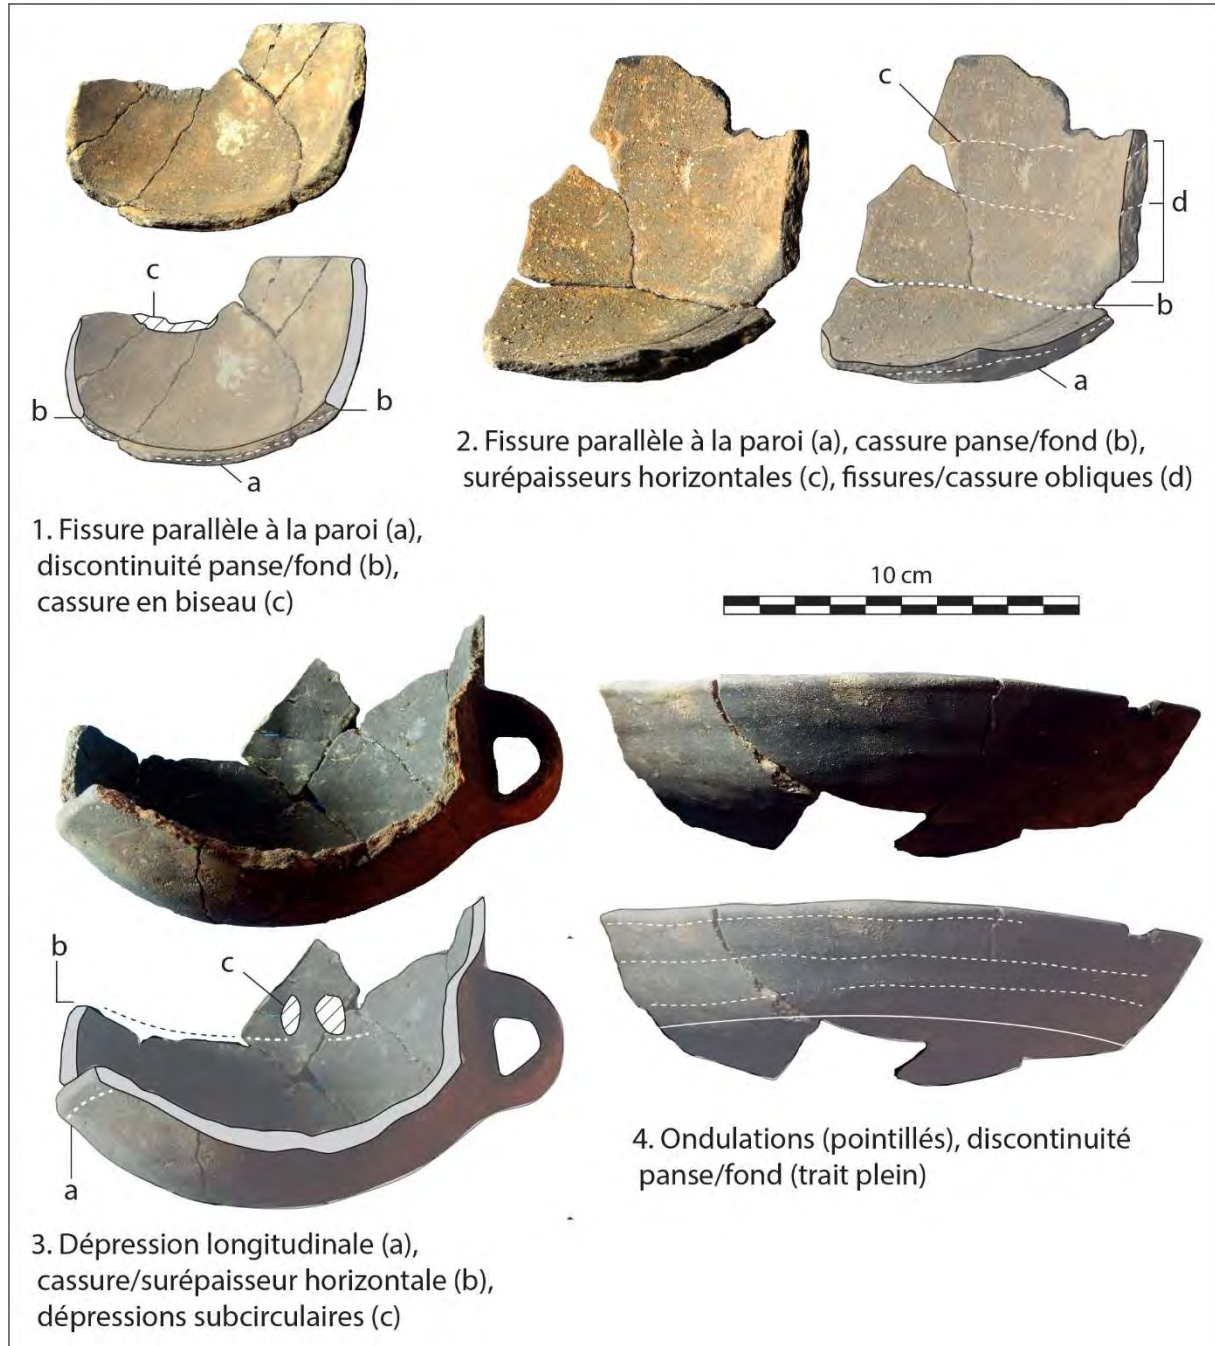 c
b
b
a
1. Fissure parallèle à la paroi (a),
discontinuité panse/fond (b),
cassure en biseau (c)
c
d
b
a
2. Fissure parallèle à la paroi (a), cassure panse/fond (b),
surépaisseurs horizontales (c), fissures/cassure obliques (d)
10 cm
b
c
a
3. Dépression longitudinale (a),
cassure/surépaisseur horizontale (b),
dépressions subcirculaires (c)
4. Ondulations (pointillés), discontinuité
panse/fond (trait plein)